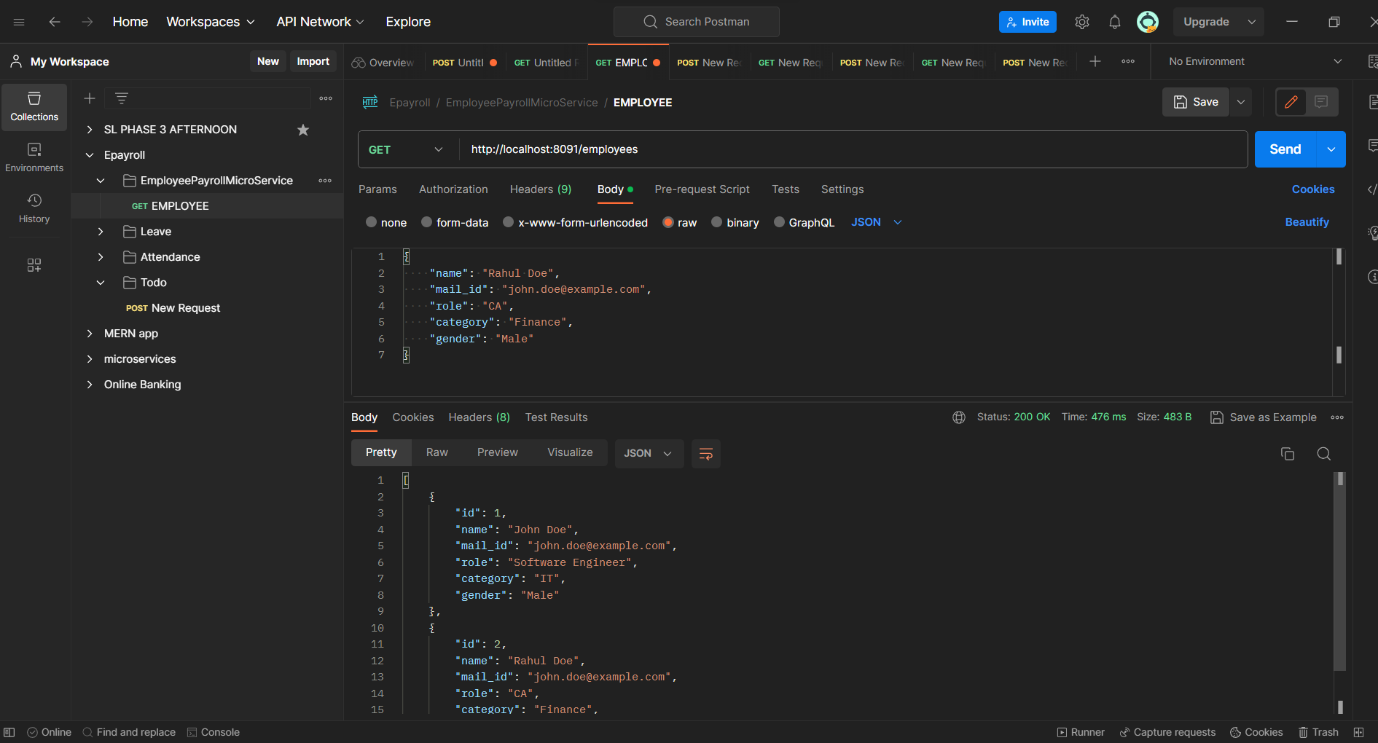 Home Workspaces API Network Explore Search Postman Invite Upgrade
My Workspace New Import Overview POST Untitl GET Untitled R GET EMPLC POST New Re GET New Req POST New Re GET New Req POST New Re No Environment
Collections
Environments
History
SL PHASE 3 AFTERNOON
Epayroll
EmployeePayrollMicroService
GET EMPLOYEE
Leave
Attendance
Todo
POST New Request
MERN app
microservices
Online Banking
HTTP Epayroll / EmployeePayrollMicroService / EMPLOYEE Save
GET http://localhost:8091/employees Send
Params Authorization Headers (9) Body Pre-request Script Tests Settings Cookies
none form-data x-www-form-urlencoded raw binary GraphQL JSON Beautify
1 {
2 "name": "Rahul Doe",
3 "mail_id": "john.doe@example.com",
4 "role": "CA",
5 "category": "Finance",
6 "gender": "Male"
7 }
Body Cookies Headers (8) Test Results Status: 200 OK Time: 476 ms Size: 483 B Save as Example
Pretty Raw Preview Visualize JSON
1 [
2 {
3 "id": 1,
4 "name": "John Doe",
5 "mail_id": "john.doe@example.com",
6 "role": "Software Engineer",
7 "category": "IT",
8 "gender": "Male"
9 },
10 {
11 "id": 2,
12 "name": "Rahul Doe",
13 "mail_id": "john.doe@example.com",
14 "role": "CA",
15 "category": "Finance",
Online Find and replace Console Runner Capture requests Cookies Trash